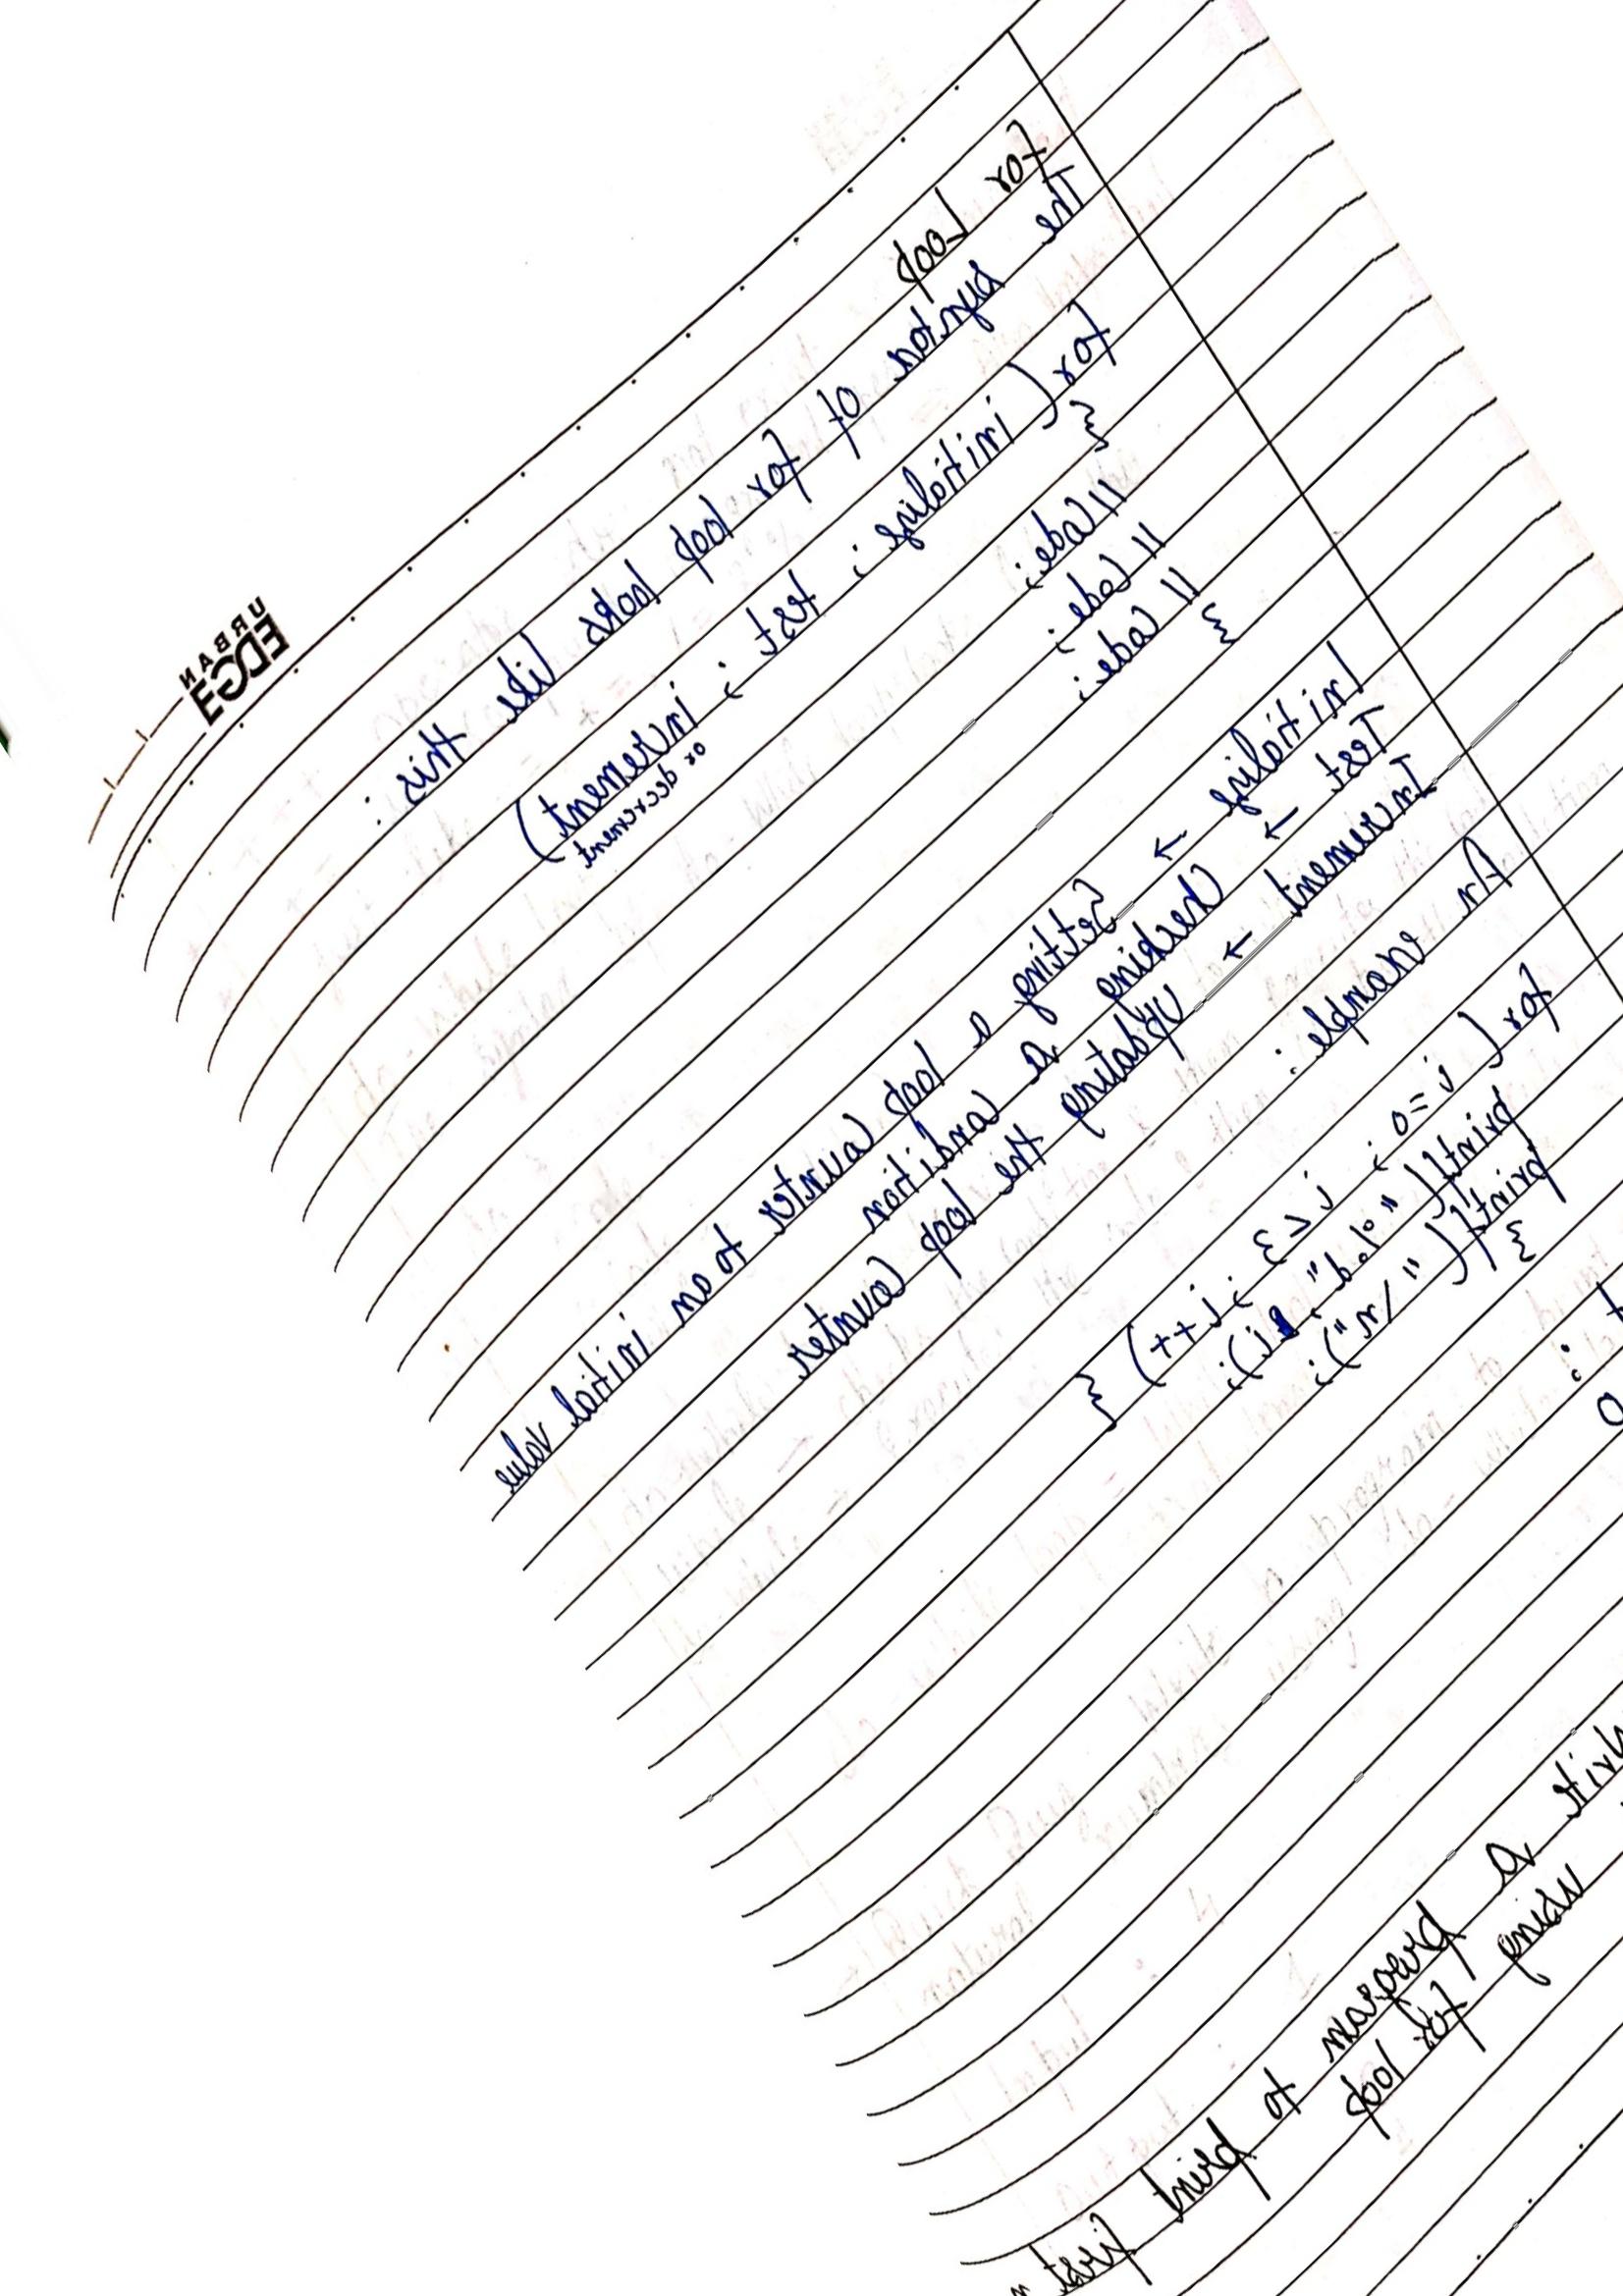 URBAN
EDGE
for Loop
The syntax of for loop looks like this :
for ( initialize ; test ; increment )
or decrement
{
// Code ;
// Code ;
// Code ;
}
Initialize → Setting a loop counter to an initial value
Test → Checking a condition
Increment → Updating the loop counter
An example :
for ( i = 0 ; i < 3 ; i++ ) {
printf( " %d ", i);
printf( " \n ");
}
a program to print first
using for loop